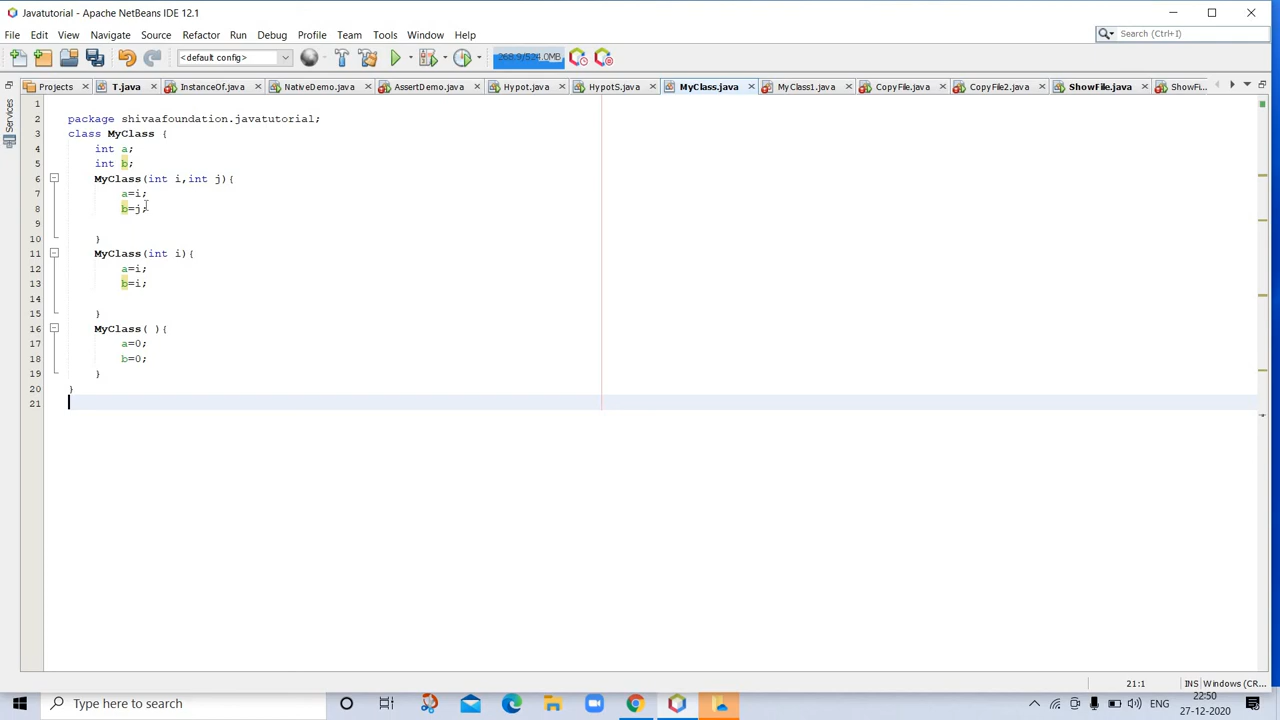 Javatutorial - Apache NetBeans IDE 12.1
File Edit View Navigate Source Refactor Run Debug Profile Team Tools Window Help
Search (Ctrl+I)
<default config>
268.9/524.0MB
Projects T.java InstanceOf.java NativeDemo.java AssertDemo.java Hypot.java HypotS.java MyClass.java MyClass1.java CopyFile.java CopyFile2.java ShowFile.java ShowFi...
Services
1
2 package shivaafoundation.javatutorial;
3 class MyClass {
4 int a;
5 int b;
6 MyClass(int i,int j){
7 a=i;
8 b=j;
9
10 }
11 MyClass(int i){
12 a=i;
13 b=i;
14
15 }
16 MyClass( ){
17 a=0;
18 b=0;
19 }
20 }
21
21:1 INS Windows (CR...
Type here to search
ENG
22:50
27-12-2020